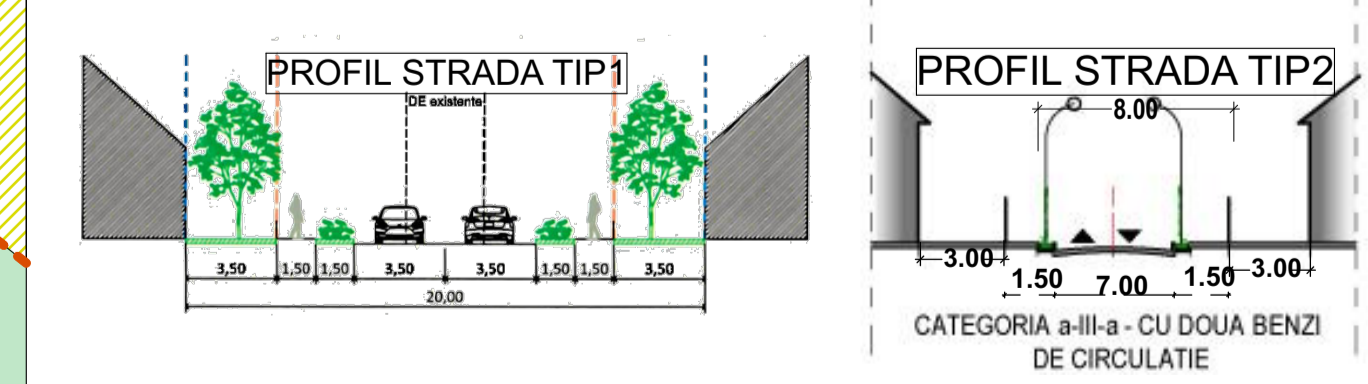 PROFIL STRADA TIP1
DE existente
3,50 1,50 1,50 3,50 3,50 1,50 1,50 3,50
20,00
PROFIL STRADA TIP2
8.00
3.00 3.00
1.50 7.00 1.50
CATEGORIA a-III-a - CU DOUA BENZI
DE CIRCULATIE